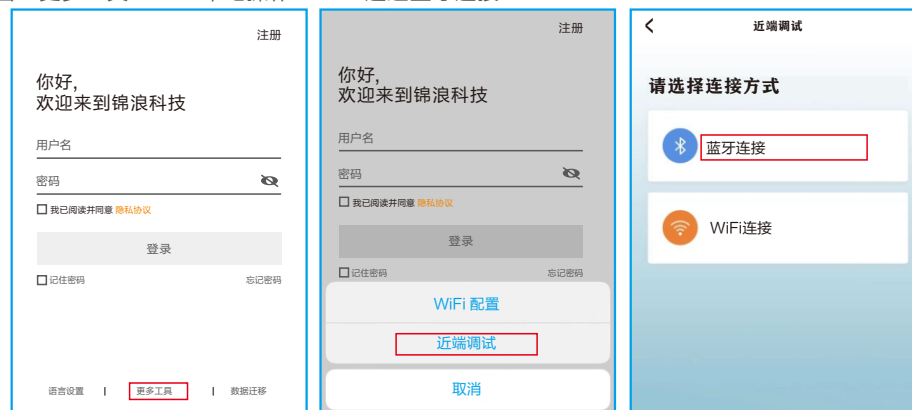 注册
你好，
欢迎来到锦浪科技
用户名
密码
我已阅读并同意 隐私协议
登录
记住密码 忘记密码
语言设置 | 更多工具 | 数据迁移
注册
你好，
欢迎来到锦浪科技
用户名
密码
我已阅读并同意 隐私协议
登录
记住密码 忘记密码
WiFi 配置
近端调试
取消
近端调试
请选择连接方式
蓝牙连接
WiFi连接